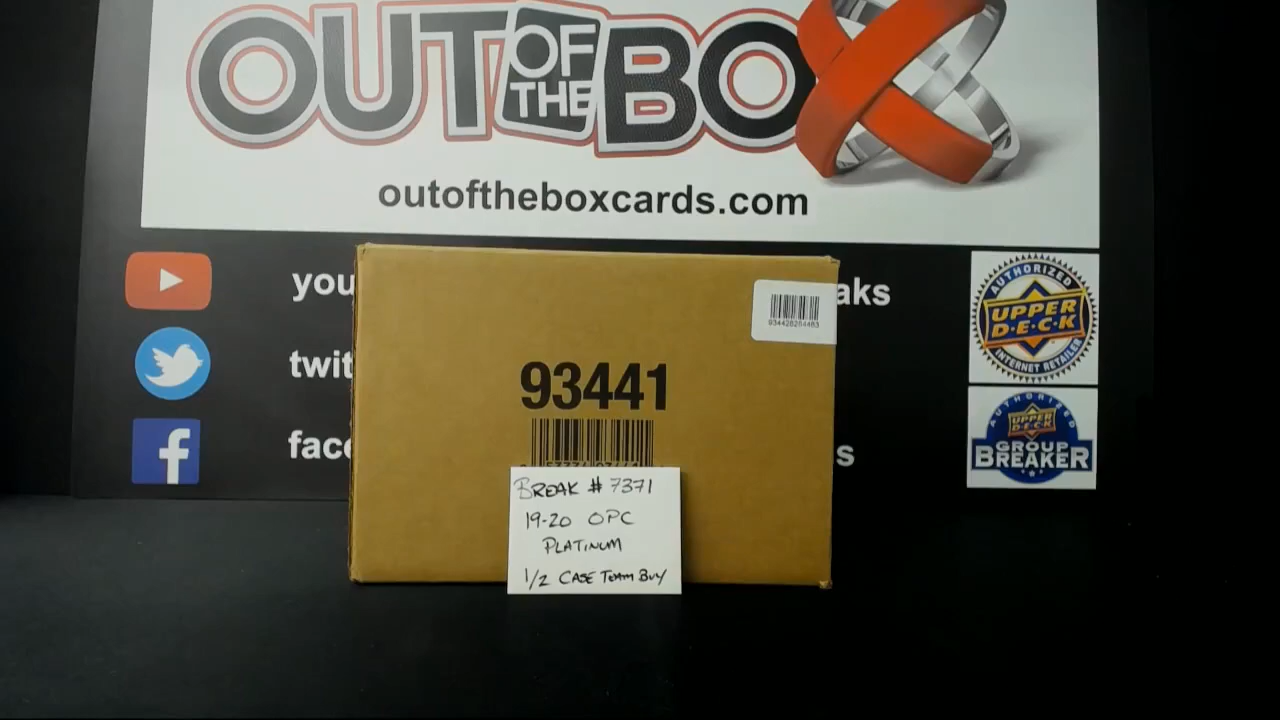 OUT OF THE BOX
outoftheboxcards.com
you
aks
twit
face
s
AUTHORIZED
UPPER
D.E.C.K
INTERNET RETAILER
AUTHORIZED
UPPER
DECK
GROUP
BREAKER
934428254483
93441
BREAK # 7371
19-20 OPC
PLATINUM
1/2 CASE TEAM BUY